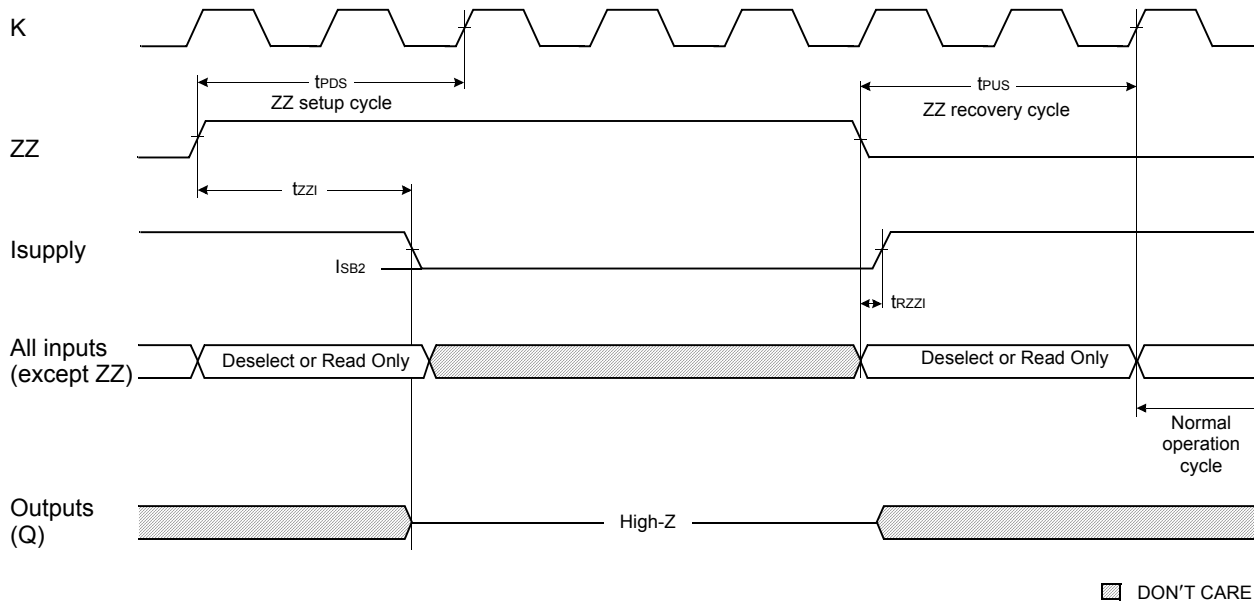 K
tPDS
ZZ setup cycle
tPUS
ZZ recovery cycle
ZZ
tZZI
Isupply
ISB2
tRZZI
All inputs
(except ZZ)
Deselect or Read Only
Deselect or Read Only
Normal
operation
cycle
Outputs
(Q)
High-Z
DON'T CARE